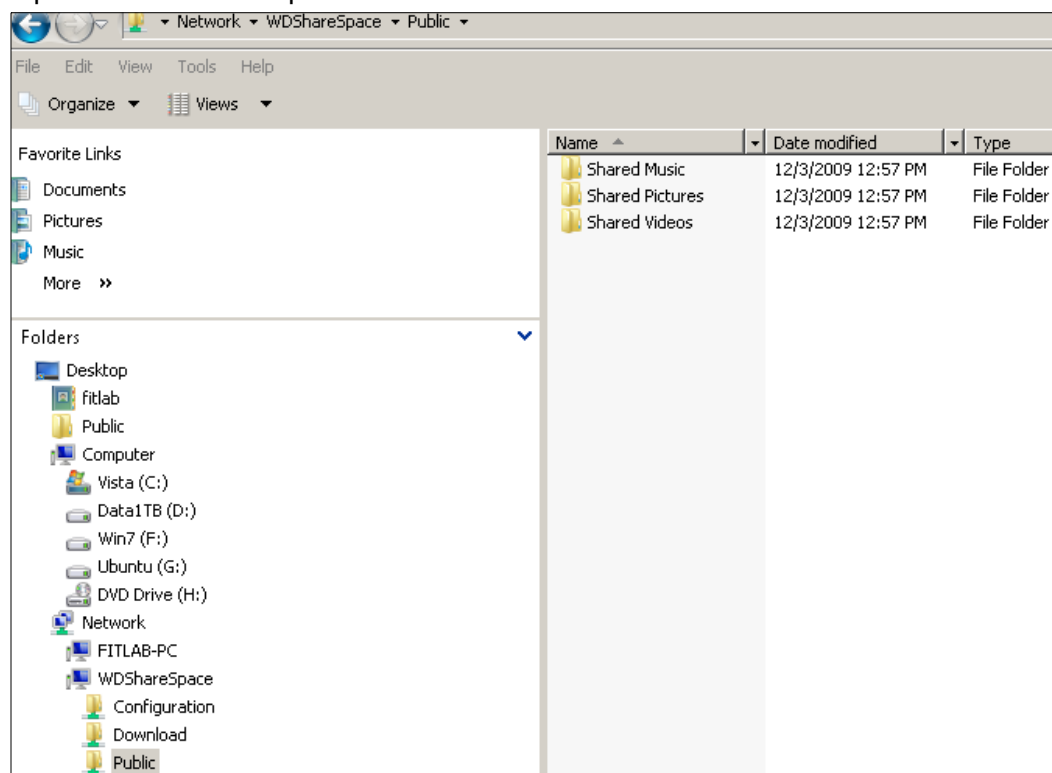 Network WDShareSpace Public
File Edit View Tools Help
Organize Views
Favorite Links
Documents
Pictures
Music
More »
Folders
Desktop
fitlab
Public
Computer
Vista (C:)
Data1TB (D:)
Win7 (F:)
Ubuntu (G:)
DVD Drive (H:)
Network
FITLAB-PC
WDShareSpace
Configuration
Download
Public
Name Date modified Type
Shared Music 12/3/2009 12:57 PM File Folder
Shared Pictures 12/3/2009 12:57 PM File Folder
Shared Videos 12/3/2009 12:57 PM File Folder